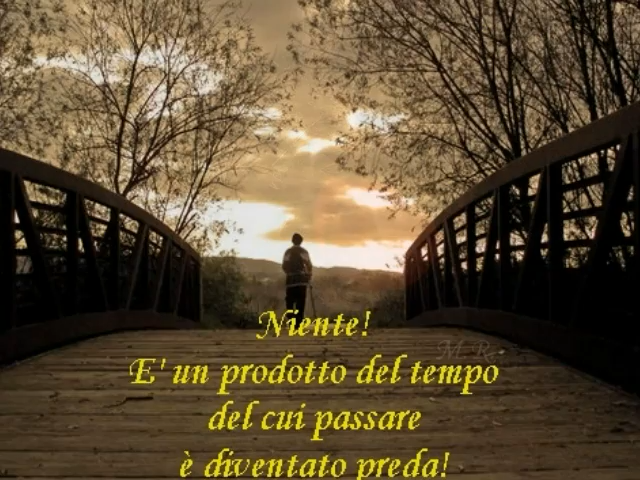 Niente!
M R
E' un prodotto del tempo
del cui passare
è diventato preda!